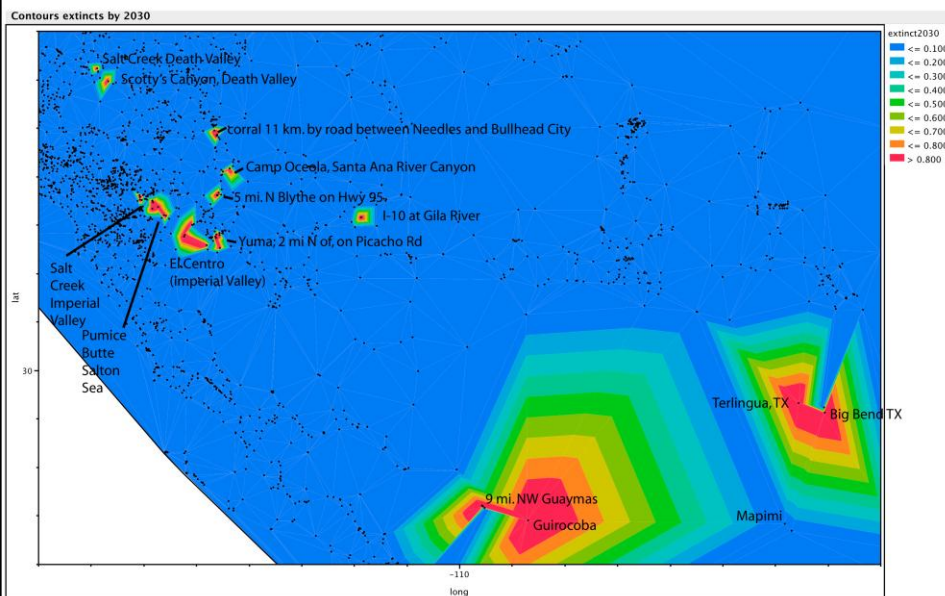 Contours extincts by 2030
extinct2030
<= 0.100
<= 0.200
<= 0.300
<= 0.400
<= 0.500
<= 0.600
<= 0.700
<= 0.800
> 0.800
Salt Creek Death Valley
Scotty's Canyon, Death Valley
corral 11 km. by road between Needles and Bullhead City
Camp Oceola, Santa Ana River Canyon
5 mi. N Blythe on Hwy 95,
I-10 at Gila River
Yuma; 2 mi N of, on Picacho Rd
El Centro
(Imperial Valley)
Salt
Creek
Imperial
Valley
Pumice
Butte
Salton
Sea
lat
30
Terlingua, TX
Big Bend TX
9 mi. NW Guaymas
Guirocoba
Mapimi
-110
long